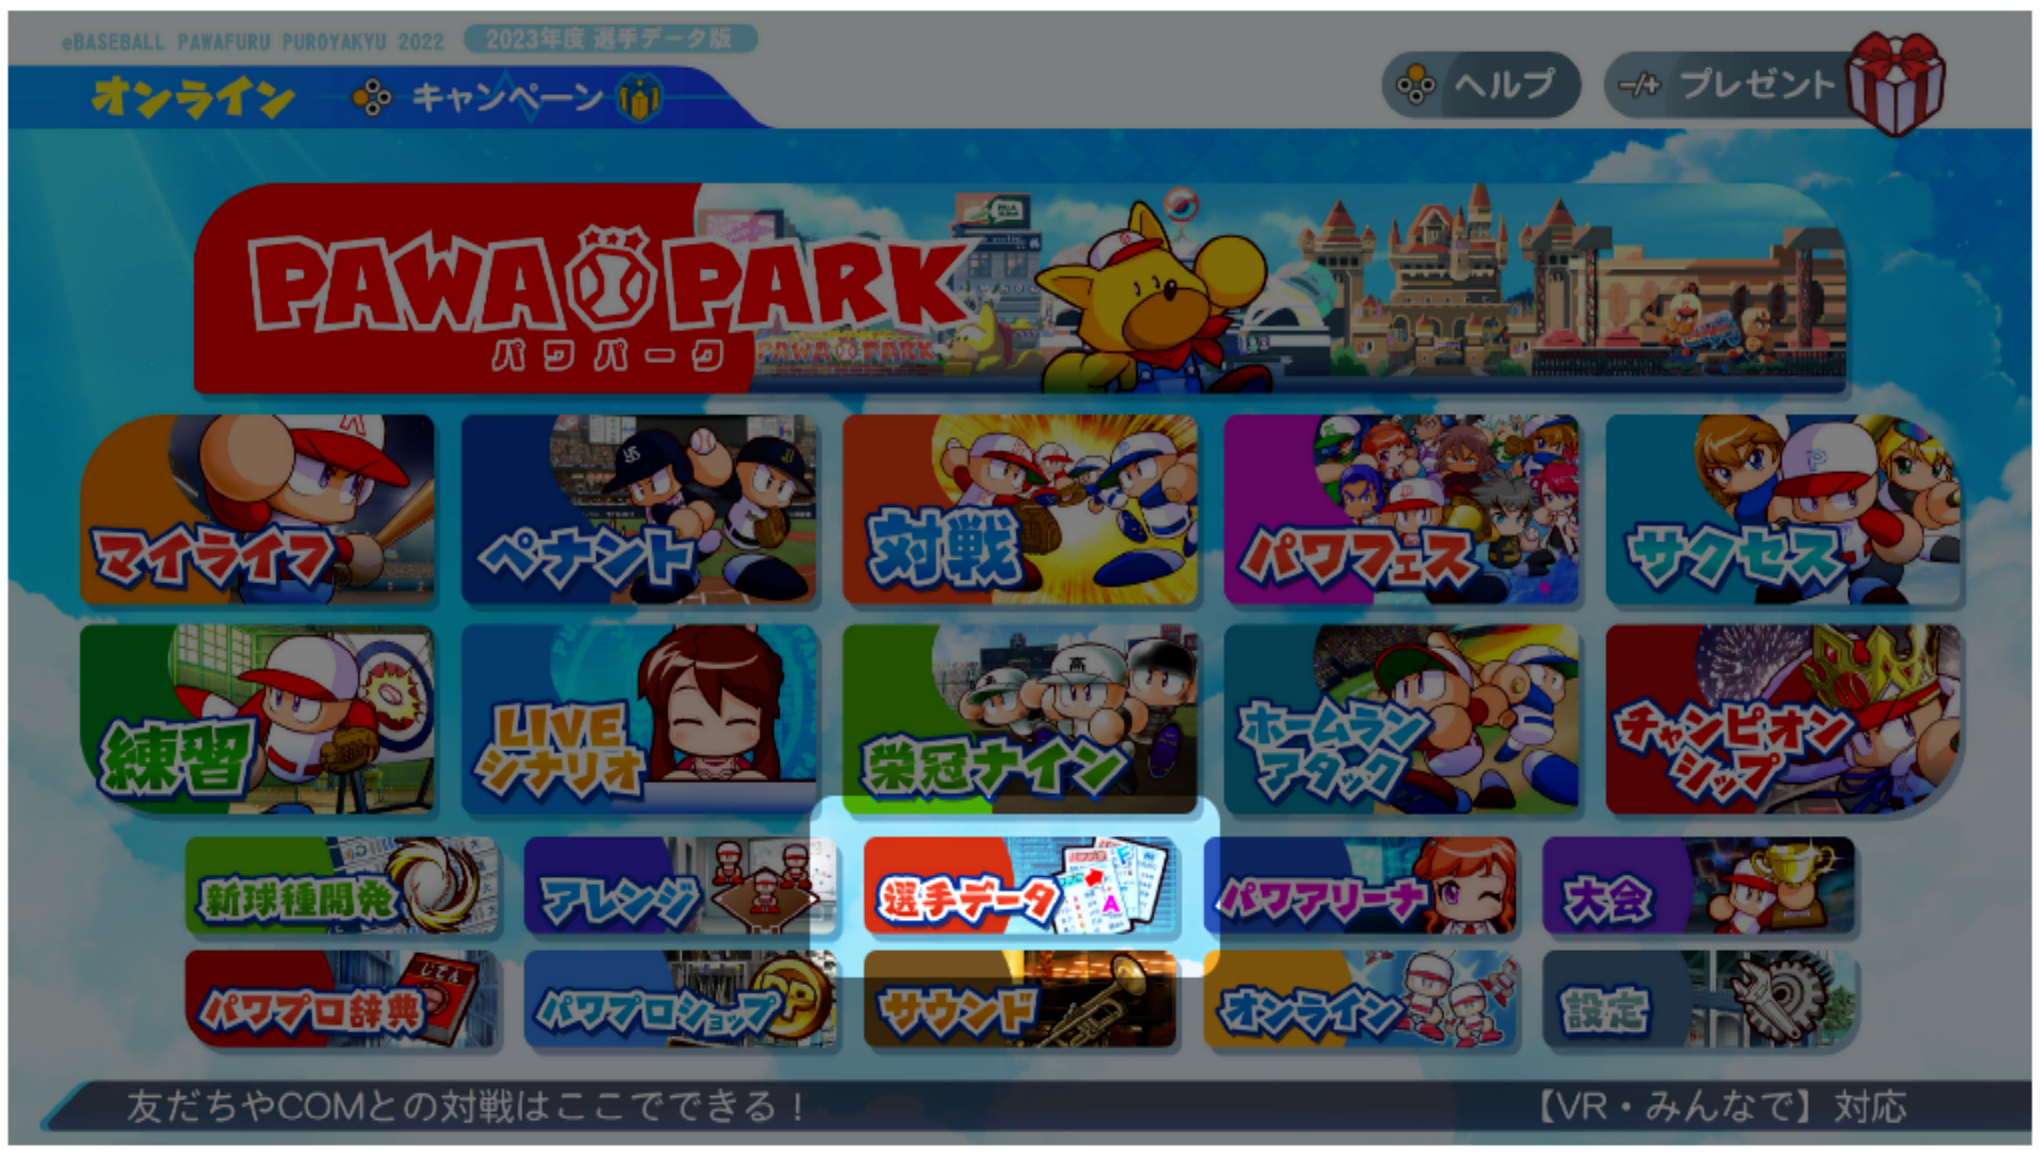 eBASEBALL PAWAFURU PUROYAKYU 2022 2023年度 選手データ版
オンライン キャンペーン ヘルプ -/+ プレゼント
PAWA PARK
パワパーク
PAWA PARK
マイライフ ペナント 対戦 パワフェス サクセス
練習 LIVEシナリオ 栄冠ナイン ホームランアタック チャンピオンシップ
新球種開発 アレンジ 選手データ パワアリーナ 大会
パワプロ辞典 パワプロショップ サウンド オンライン 設定
友だちやCOMとの対戦はここでできる！ 【VR・みんなで】対応